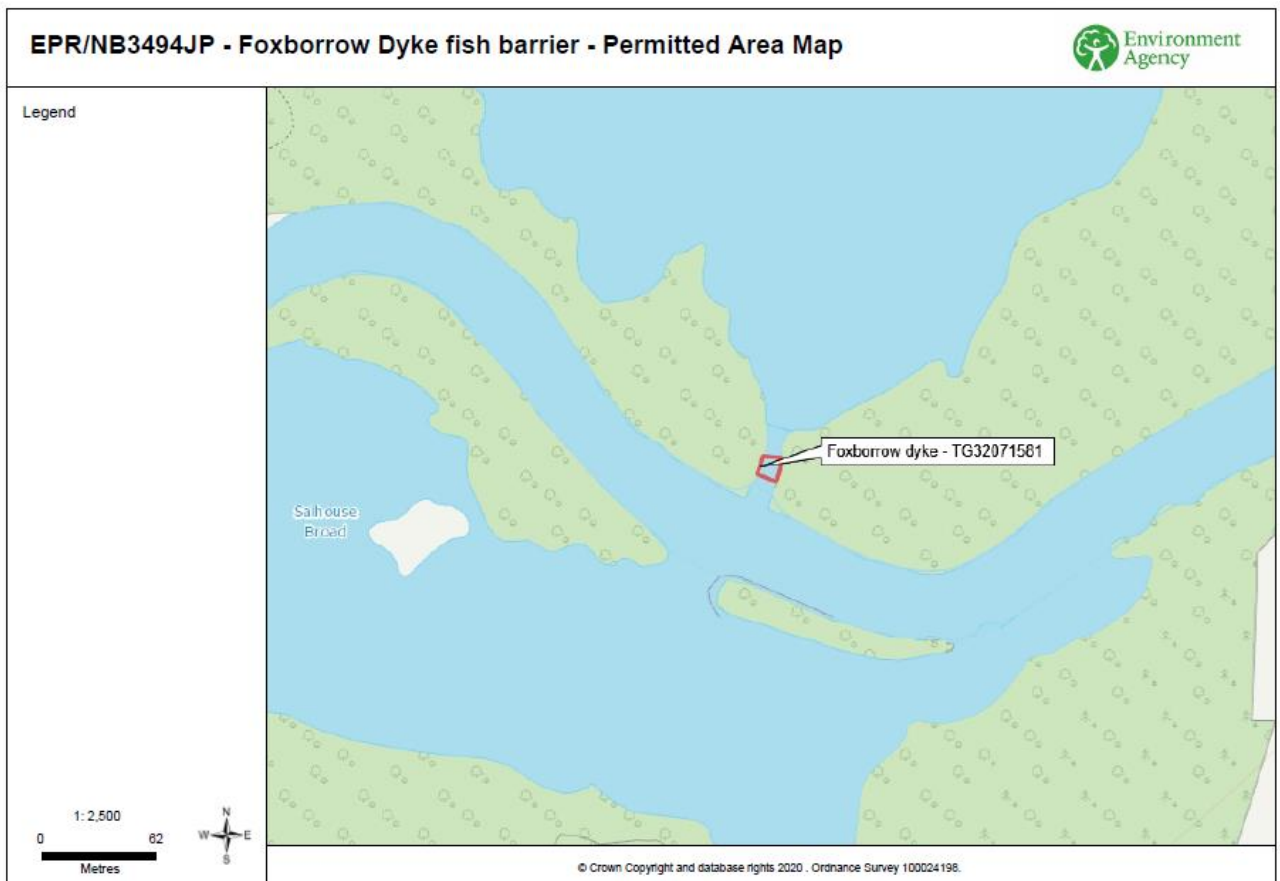 EPR/NB3494JP - Foxborrow Dyke fish barrier - Permitted Area Map
Environment
Agency
Legend
Foxborrow dyke - TG32071581
Salhouse
Broad
1: 2,500
0 62
Metres
N
W E
S
© Crown Copyright and database rights 2020 . Ordnance Survey 100024198.